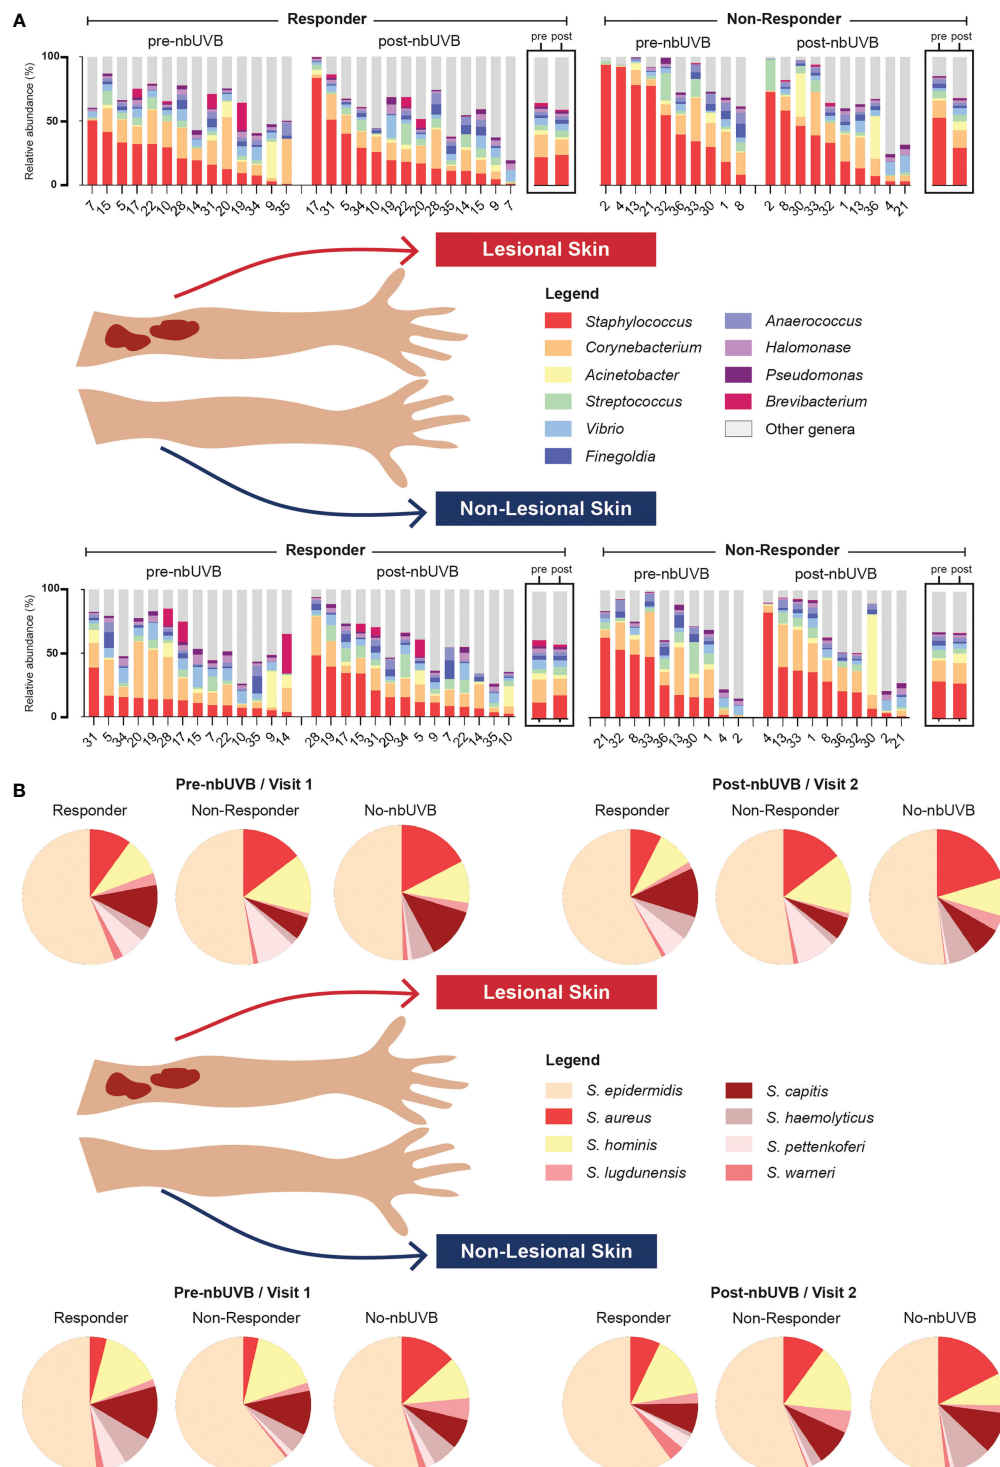 A
Responder
Non-Responder
pre-nbUVB
post-nbUVB
pre post
pre-nbUVB
post-nbUVB
pre post
Relative abundance (%)
100
50
0
7 15 5 17 22 10 28 14 31 20 19 34 9 35
17 31 5 34 10 19 22 20 28 35 14 15 9 7
2 4 13 21 32 36 33 30 1 8
2 8 30 33 32 1 13 36 4 21
Lesional Skin
Legend
Staphylococcus
Corynebacterium
Acinetobacter
Streptococcus
Vibrio
Finegoldia
Anaerococcus
Halomonase
Pseudomonas
Brevibacterium
Other genera
Non-Lesional Skin
Responder
Non-Responder
pre-nbUVB
post-nbUVB
pre post
pre-nbUVB
post-nbUVB
pre post
Relative abundance (%)
100
50
0
31 5 34 20 19 28 17 15 7 22 10 35 9 14
28 19 17 15 31 20 34 5 9 7 22 14 35 10
21 32 8 33 36 13 30 1 4 2
4 13 33 1 8 36 32 30 2 21
B
Pre-nbUVB / Visit 1
Post-nbUVB / Visit 2
Responder
Non-Responder
No-nbUVB
Responder
Non-Responder
No-nbUVB
Lesional Skin
Legend
S. epidermidis
S. aureus
S. hominis
S. lugdunensis
S. capitis
S. haemolyticus
S. pettenkoferi
S. warneri
Non-Lesional Skin
Pre-nbUVB / Visit 1
Post-nbUVB / Visit 2
Responder
Non-Responder
No-nbUVB
Responder
Non-Responder
No-nbUVB